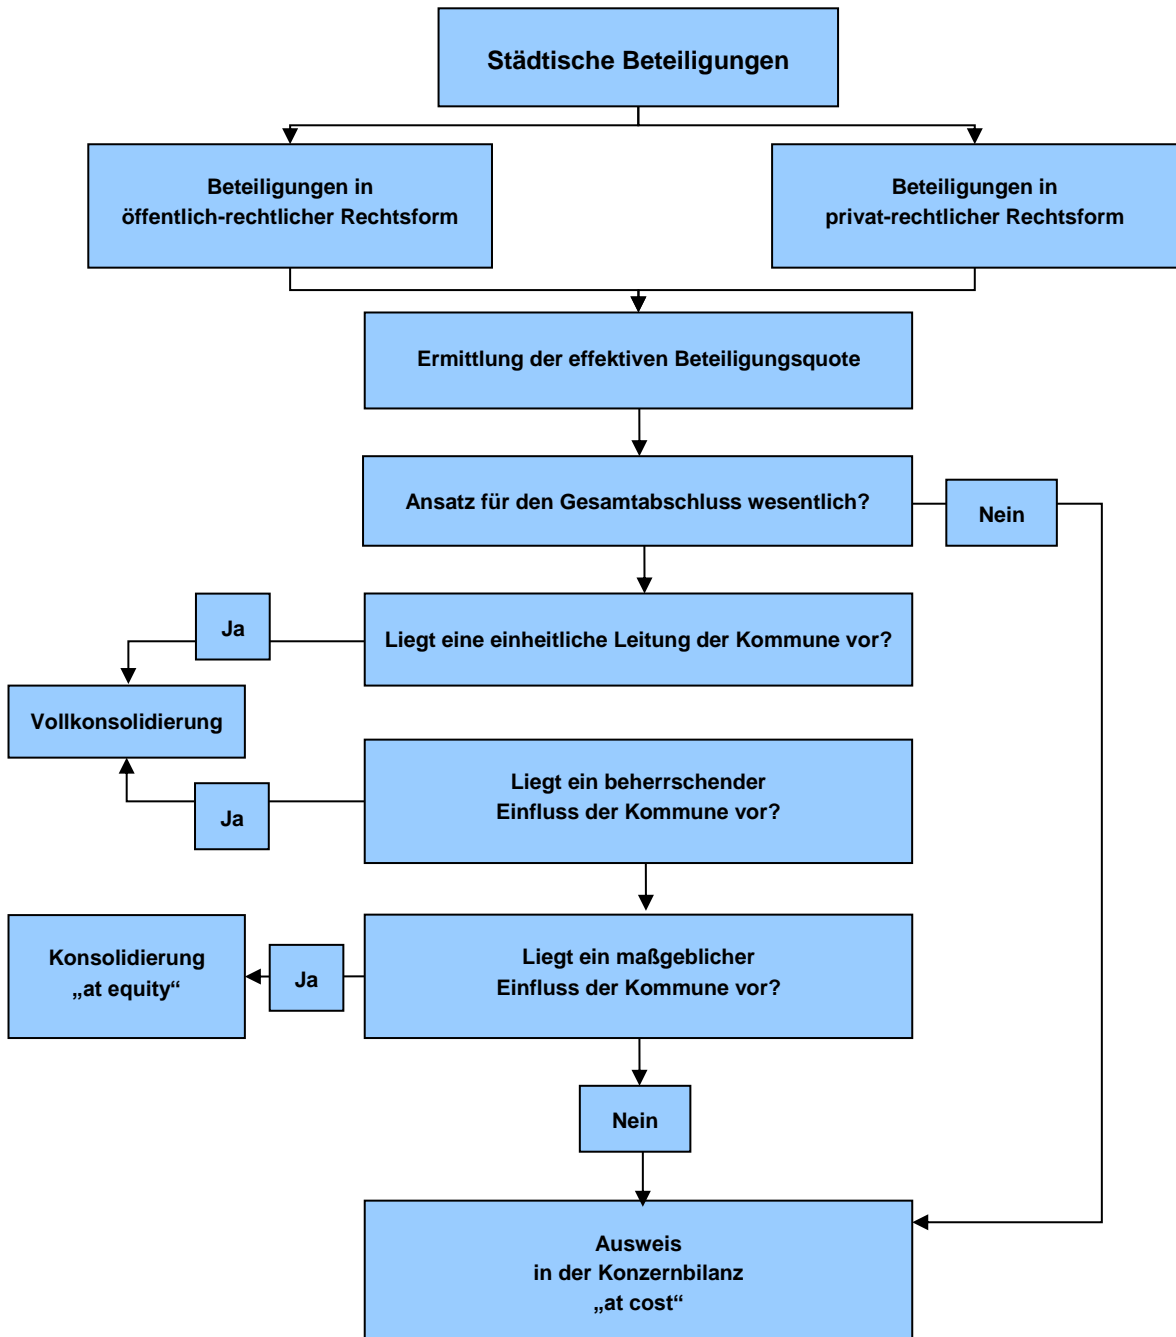 Städtische Beteiligungen
Beteiligungen in
öffentlich-rechtlicher Rechtsform
Beteiligungen in
privat-rechtlicher Rechtsform
Ermittlung der effektiven Beteiligungsquote
Ansatz für den Gesamtabschluss wesentlich?
Nein
Ja
Liegt eine einheitliche Leitung der Kommune vor?
Vollkonsolidierung
Liegt ein beherrschender
Einfluss der Kommune vor?
Ja
Konsolidierung
„at equity“
Ja
Liegt ein maßgeblicher
Einfluss der Kommune vor?
Nein
Ausweis
in der Konzernbilanz
„at cost“